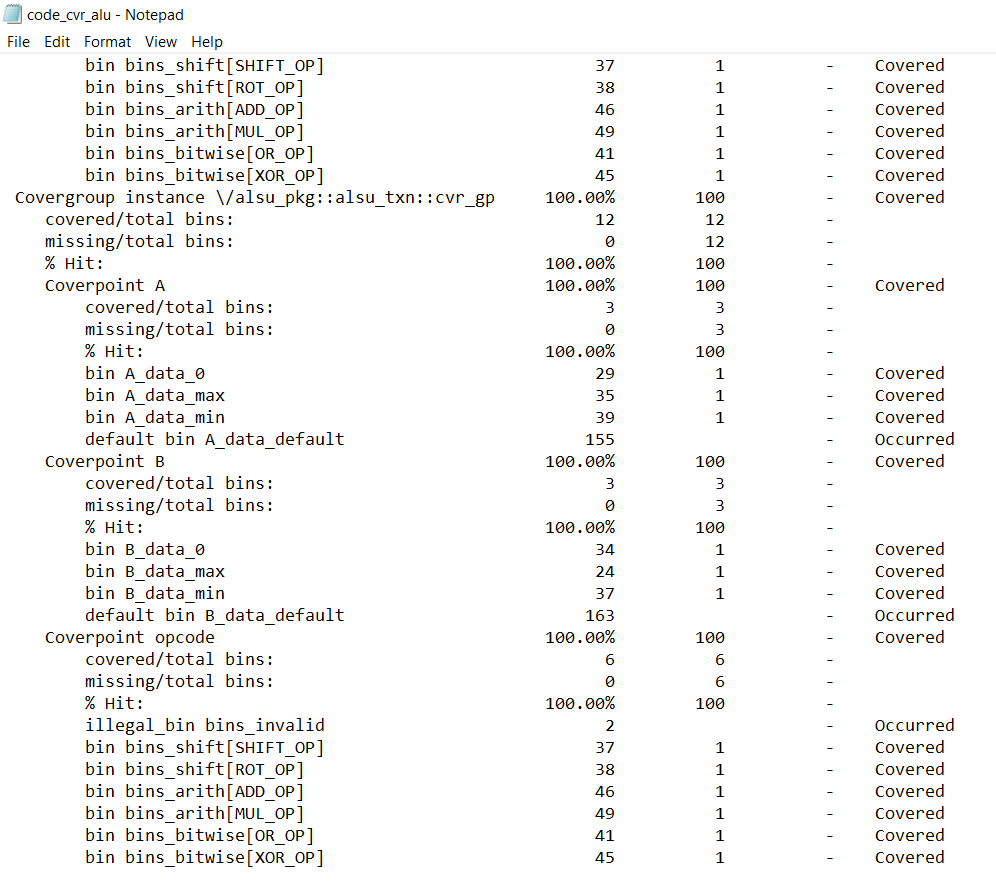 code_cvr_alu - Notepad
File Edit Format View Help
bin bins_shift[SHIFT_OP] 37 1 - Covered
bin bins_shift[ROT_OP] 38 1 - Covered
bin bins_arith[ADD_OP] 46 1 - Covered
bin bins_arith[MUL_OP] 49 1 - Covered
bin bins_bitwise[OR_OP] 41 1 - Covered
bin bins_bitwise[XOR_OP] 45 1 - Covered
Covergroup instance \/alsu_pkg::alsu_txn::cvr_gp 100.00% 100 - Covered
covered/total bins: 12 12 -
missing/total bins: 0 12 -
% Hit: 100.00% 100 -
Coverpoint A 100.00% 100 - Covered
covered/total bins: 3 3 -
missing/total bins: 0 3 -
% Hit: 100.00% 100 -
bin A_data_0 29 1 - Covered
bin A_data_max 35 1 - Covered
bin A_data_min 39 1 - Covered
default bin A_data_default 155 - Occurred
Coverpoint B 100.00% 100 - Covered
covered/total bins: 3 3 -
missing/total bins: 0 3 -
% Hit: 100.00% 100 -
bin B_data_0 34 1 - Covered
bin B_data_max 24 1 - Covered
bin B_data_min 37 1 - Covered
default bin B_data_default 163 - Occurred
Coverpoint opcode 100.00% 100 - Covered
covered/total bins: 6 6 -
missing/total bins: 0 6 -
% Hit: 100.00% 100 -
illegal_bin bins_invalid 2 - Occurred
bin bins_shift[SHIFT_OP] 37 1 - Covered
bin bins_shift[ROT_OP] 38 1 - Covered
bin bins_arith[ADD_OP] 46 1 - Covered
bin bins_arith[MUL_OP] 49 1 - Covered
bin bins_bitwise[OR_OP] 41 1 - Covered
bin bins_bitwise[XOR_OP] 45 1 - Covered